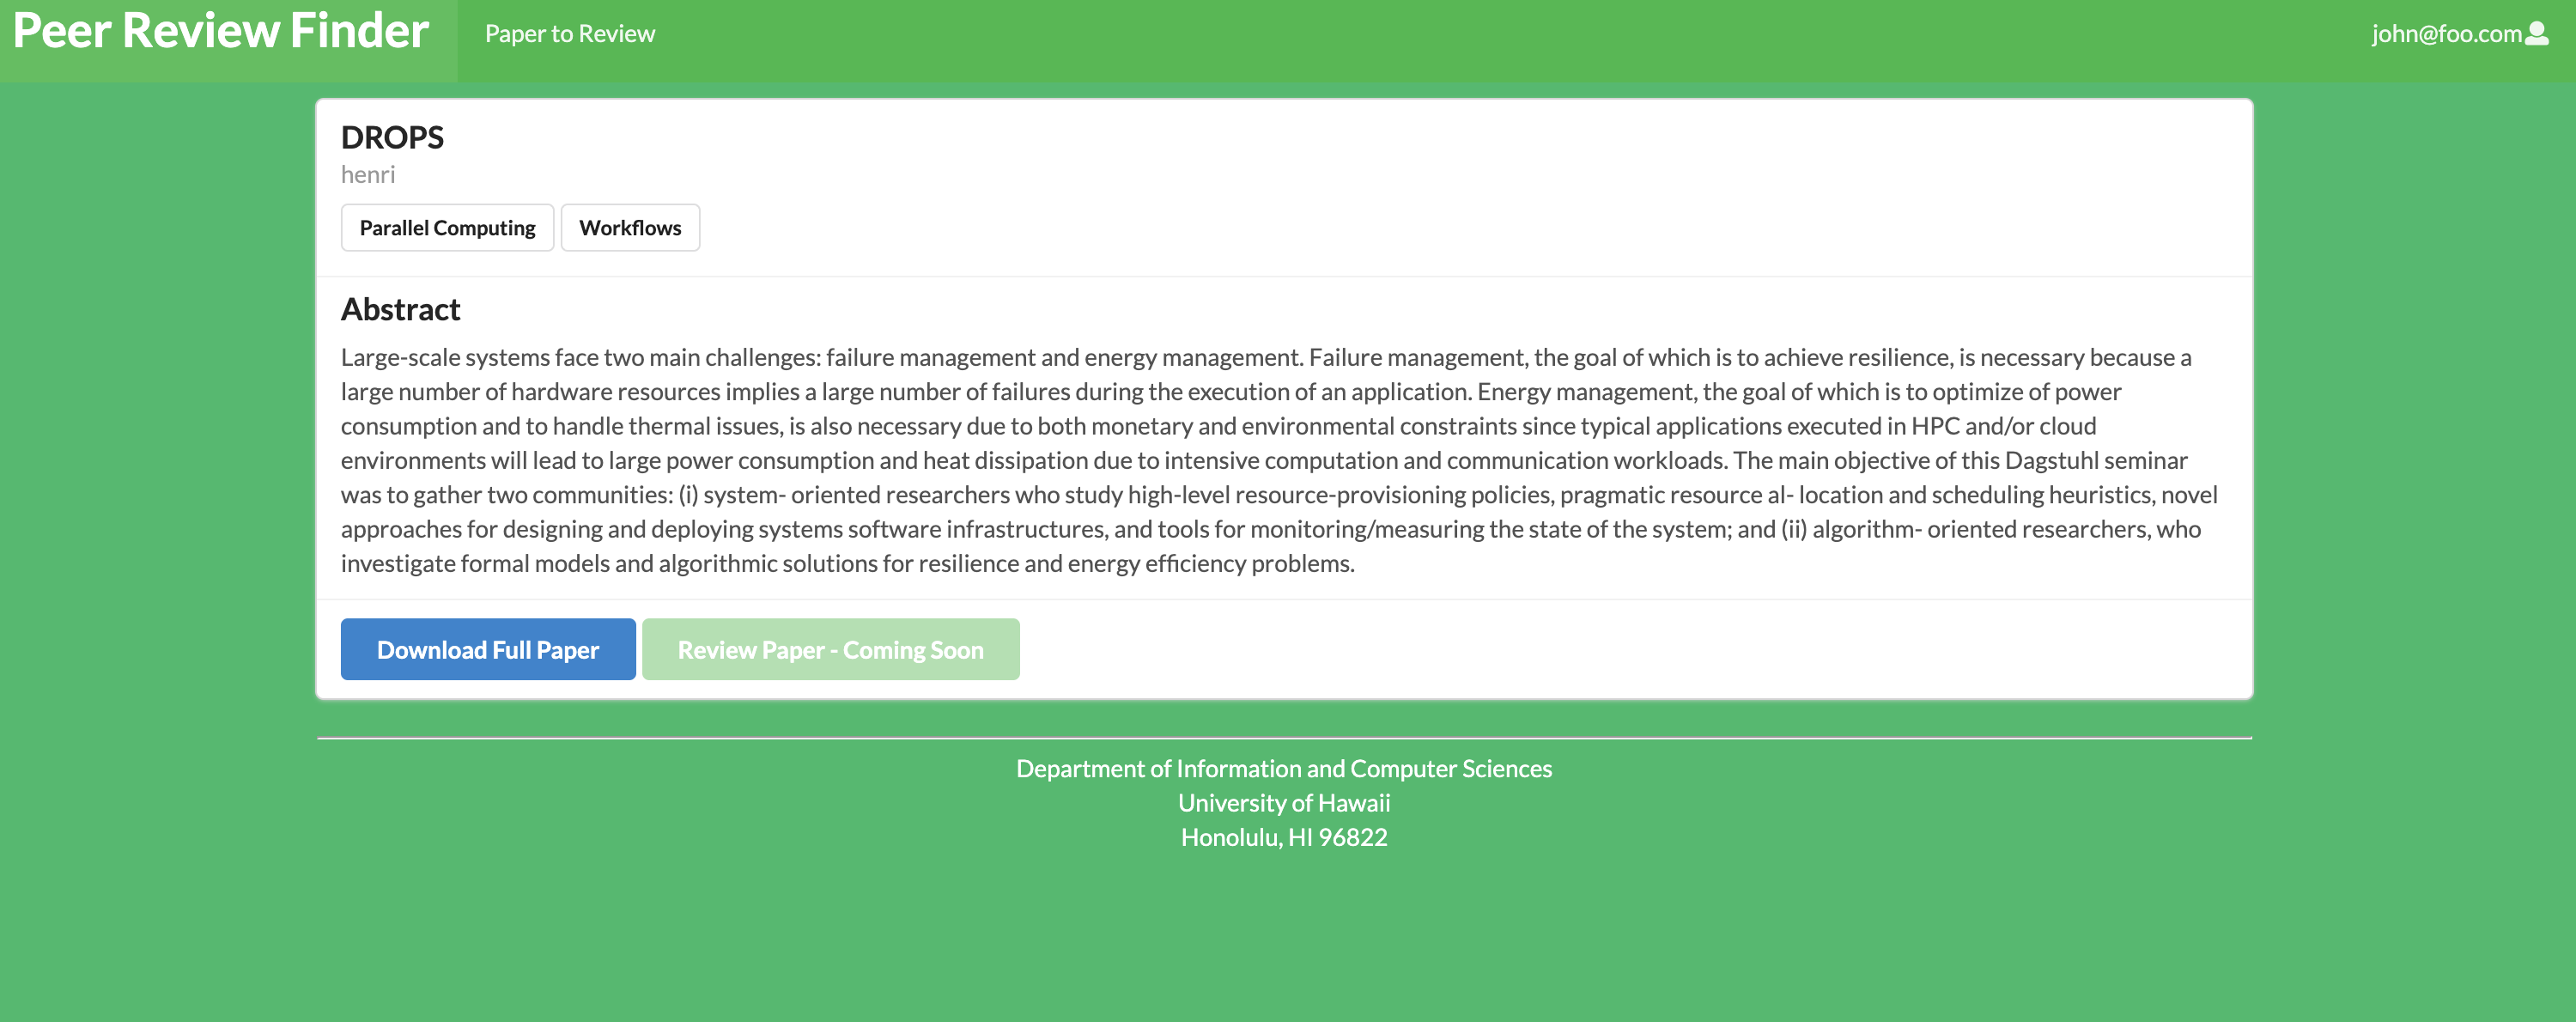 Peer Review Finder
Paper to Review
john@foo.com
DROPS
henri
Parallel Computing
Workflows
Abstract
Large-scale systems face two main challenges: failure management and energy management. Failure management, the goal of which is to achieve resilience, is necessary because a
large number of hardware resources implies a large number of failures during the execution of an application. Energy management, the goal of which is to optimize of power
consumption and to handle thermal issues, is also necessary due to both monetary and environmental constraints since typical applications executed in HPC and/or cloud
environments will lead to large power consumption and heat dissipation due to intensive computation and communication workloads. The main objective of this Dagstuhl seminar
was to gather two communities: (i) system- oriented researchers who study high-level resource-provisioning policies, pragmatic resource al- location and scheduling heuristics, novel
approaches for designing and deploying systems software infrastructures, and tools for monitoring/measuring the state of the system; and (ii) algorithm- oriented researchers, who
investigate formal models and algorithmic solutions for resilience and energy efficiency problems.
Download Full Paper
Review Paper - Coming Soon
Department of Information and Computer Sciences
University of Hawaii
Honolulu, HI 96822